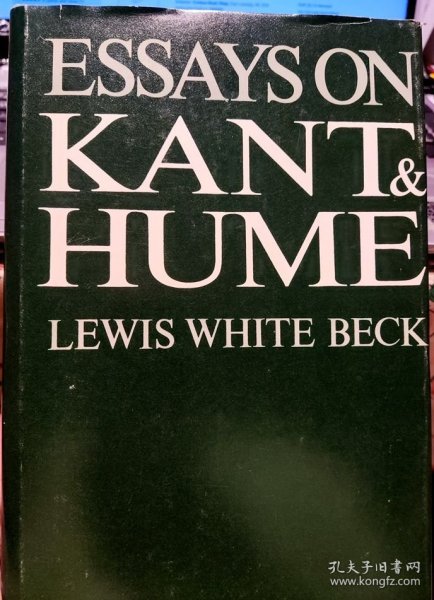 ESSAYS ON
KANT &
HUME
LEWIS WHITE BECK
孔夫子旧书网
www.kongfz.com